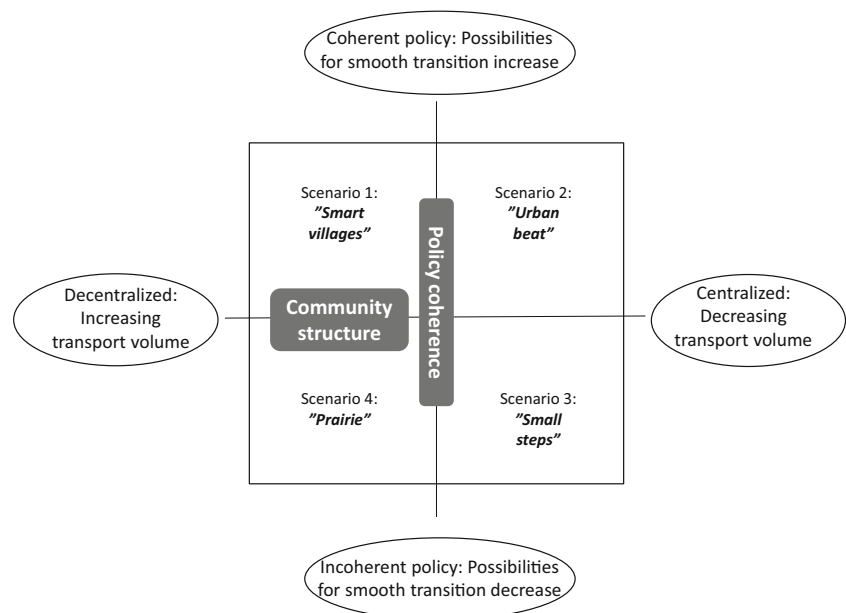 Coherent policy: Possibilities
for smooth transition increase
Scenario 1:
”Smart
villages”
Scenario 2:
”Urban
beat”
Policy coherence
Decentralized:
Increasing
transport volume
Community
structure
Centralized:
Decreasing
transport volume
Scenario 4:
”Prairie”
Scenario 3:
”Small
steps”
Incoherent policy: Possibilities
for smooth transition decrease